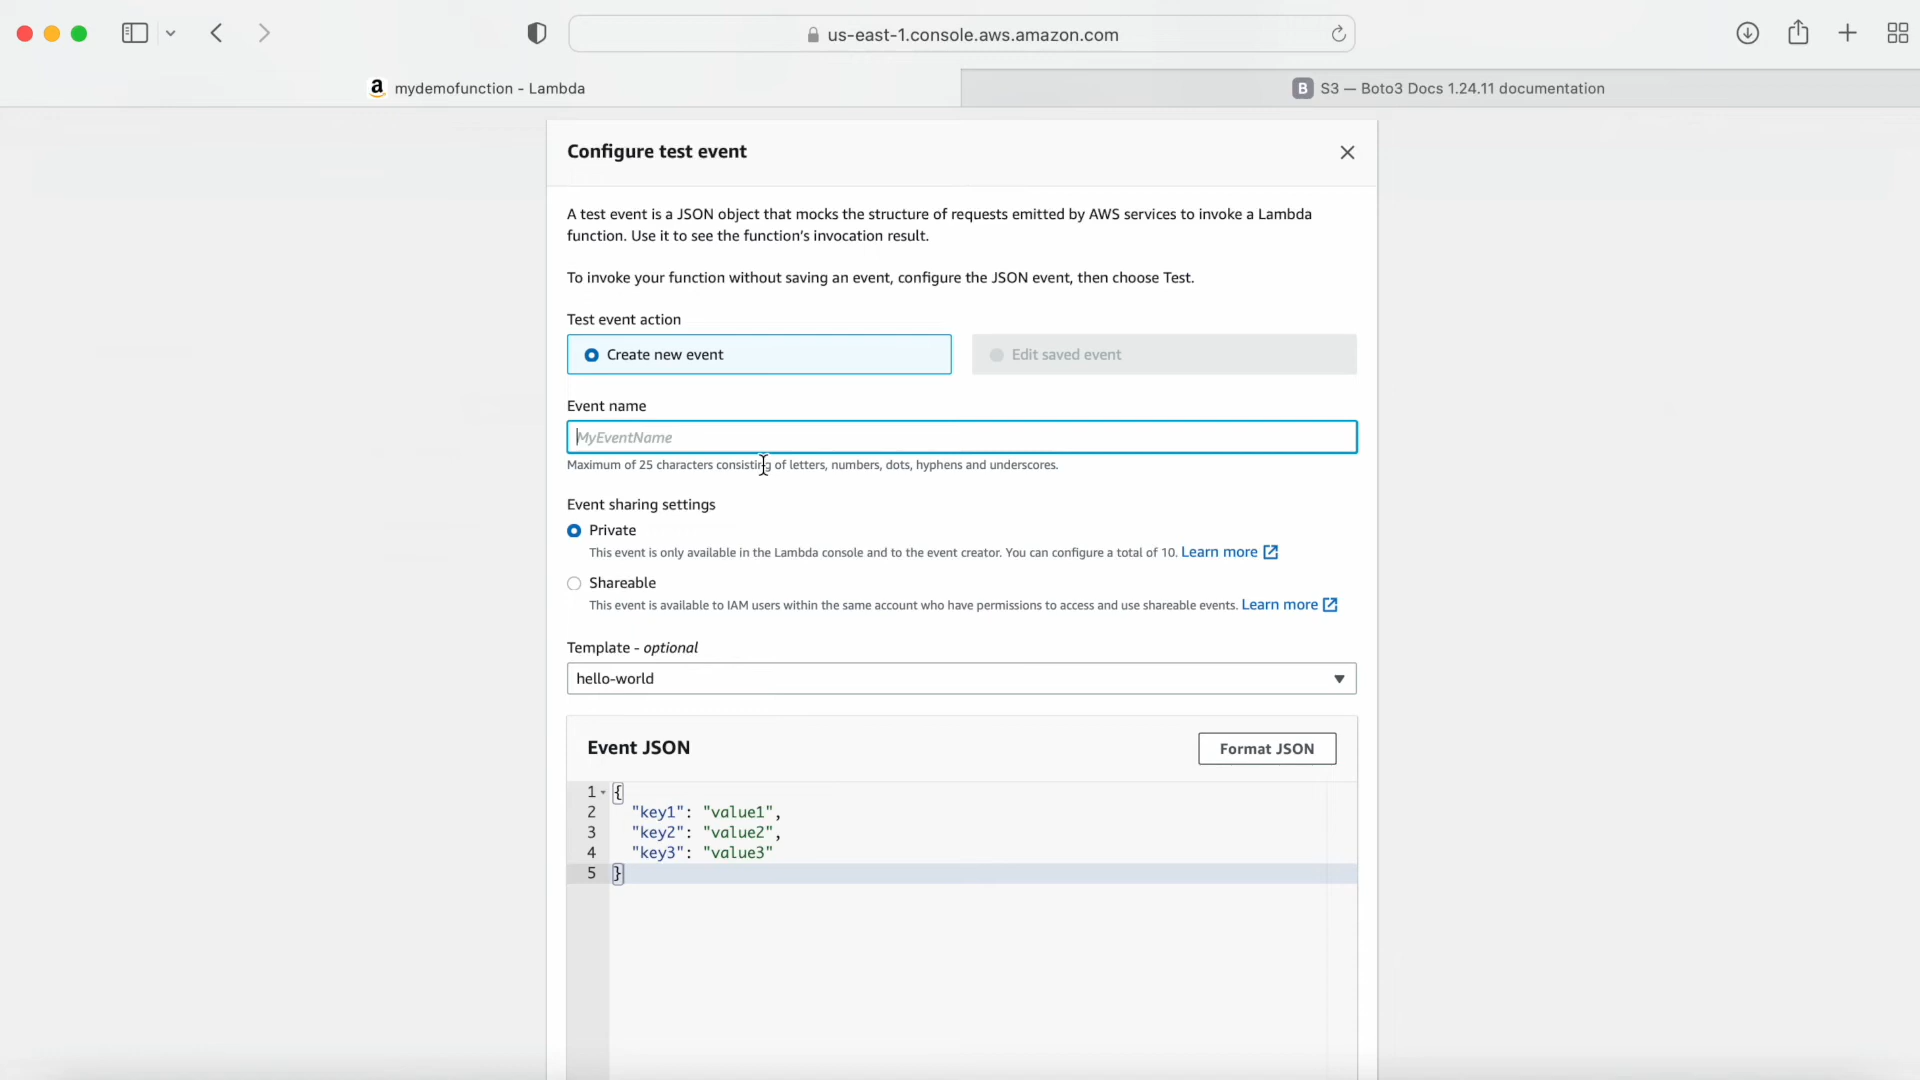 us-east-1.console.aws.amazon.com
mydemofunction - Lambda
S3 — Boto3 Docs 1.24.11 documentation
Configure test event
A test event is a JSON object that mocks the structure of requests emitted by AWS services to invoke a Lambda
function. Use it to see the function's invocation result.
To invoke your function without saving an event, configure the JSON event, then choose Test.
Test event action
Create new event
Edit saved event
Event name
MyEventName
Maximum of 25 characters consisting of letters, numbers, dots, hyphens and underscores.
Event sharing settings
Private
This event is only available in the Lambda console and to the event creator. You can configure a total of 10. Learn more
Shareable
This event is available to IAM users within the same account who have permissions to access and use shareable events. Learn more
Template - optional
hello-world
Event JSON
Format JSON
1 {
2 "key1": "value1",
3 "key2": "value2",
4 "key3": "value3"
5 }